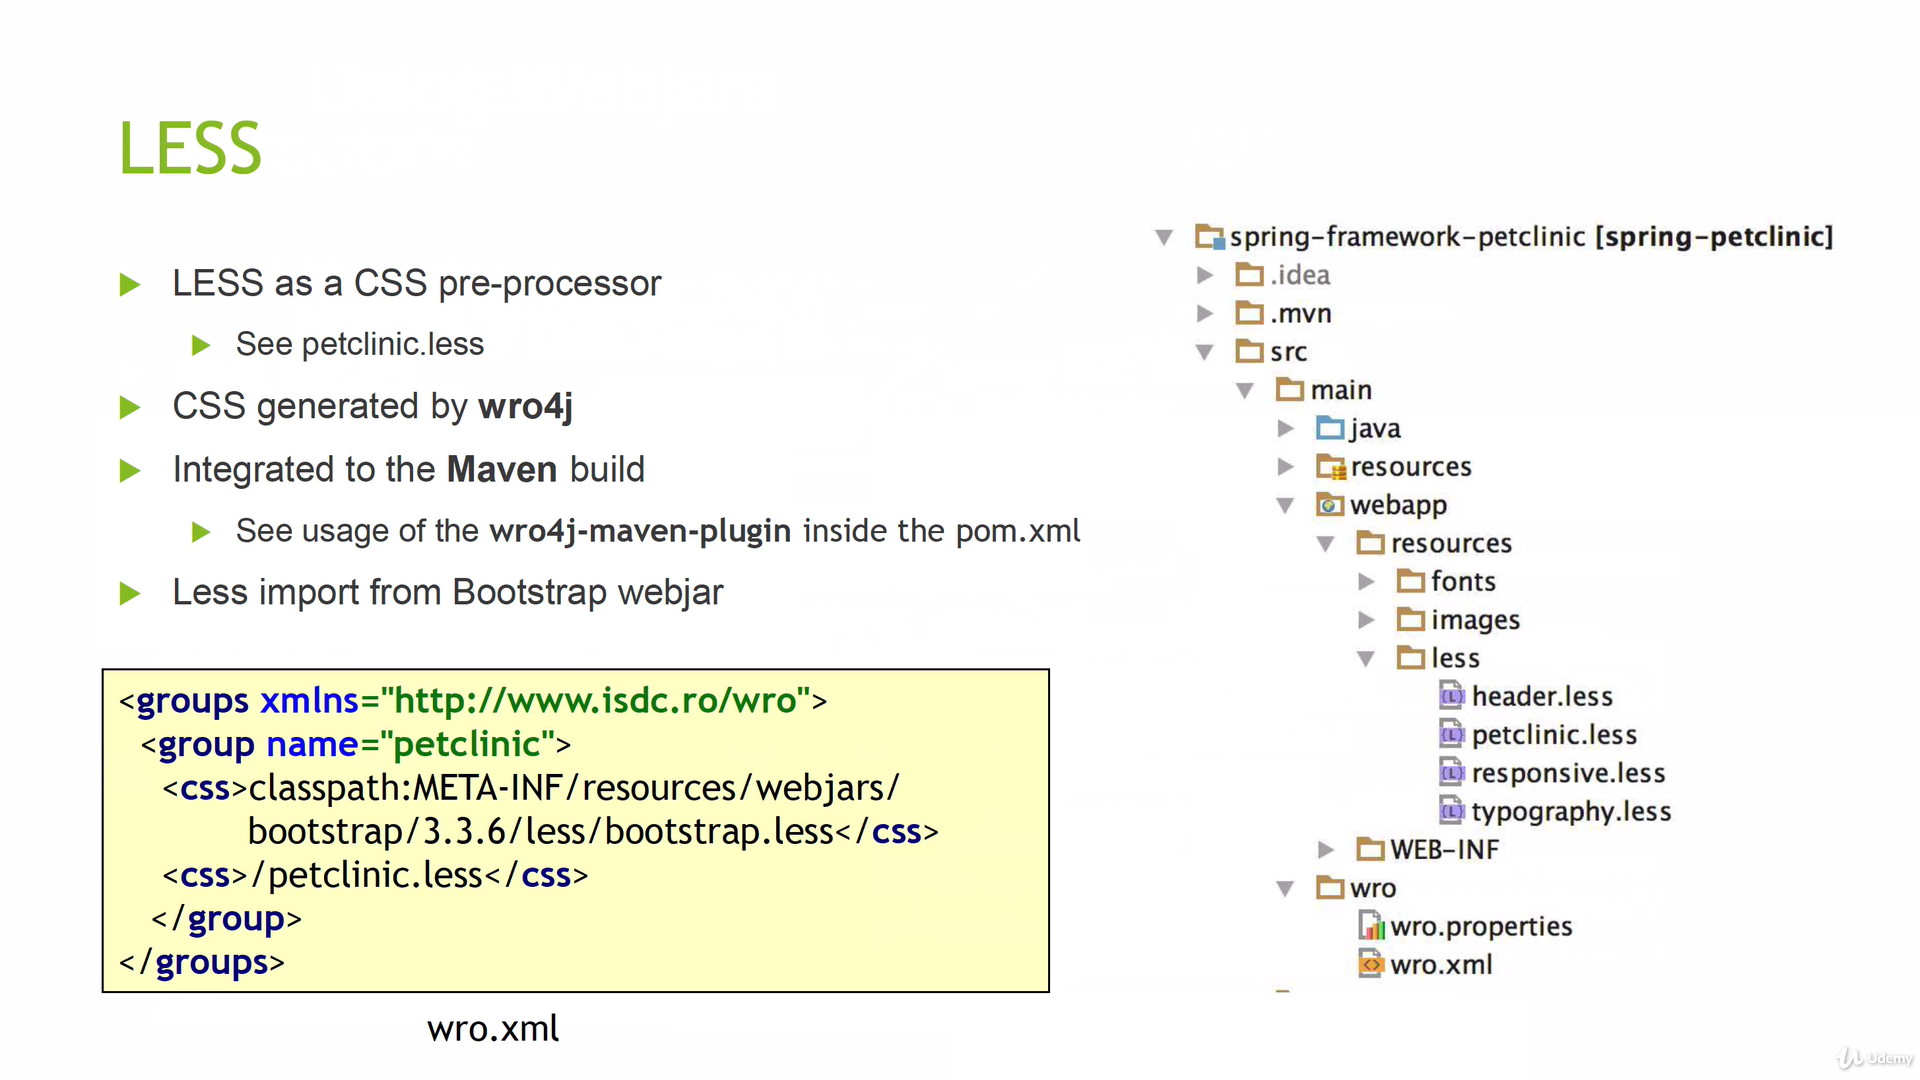 LESS
LESS as a CSS pre-processor
See petclinic.less
CSS generated by wro4j
Integrated to the Maven build
See usage of the wro4j-maven-plugin inside the pom.xml
Less import from Bootstrap webjar
<groups xmlns="http://www.isdc.ro/wro">
<group name="petclinic">
<css>classpath:META-INF/resources/webjars/
bootstrap/3.3.6/less/bootstrap.less</css>
<css>/petclinic.less</css>
</group>
</groups>
wro.xml
spring-framework-petclinic [spring-petclinic]
.idea
.mvn
src
main
java
resources
webapp
resources
fonts
images
less
header.less
petclinic.less
responsive.less
typography.less
WEB-INF
wro
wro.properties
wro.xml
Udemy